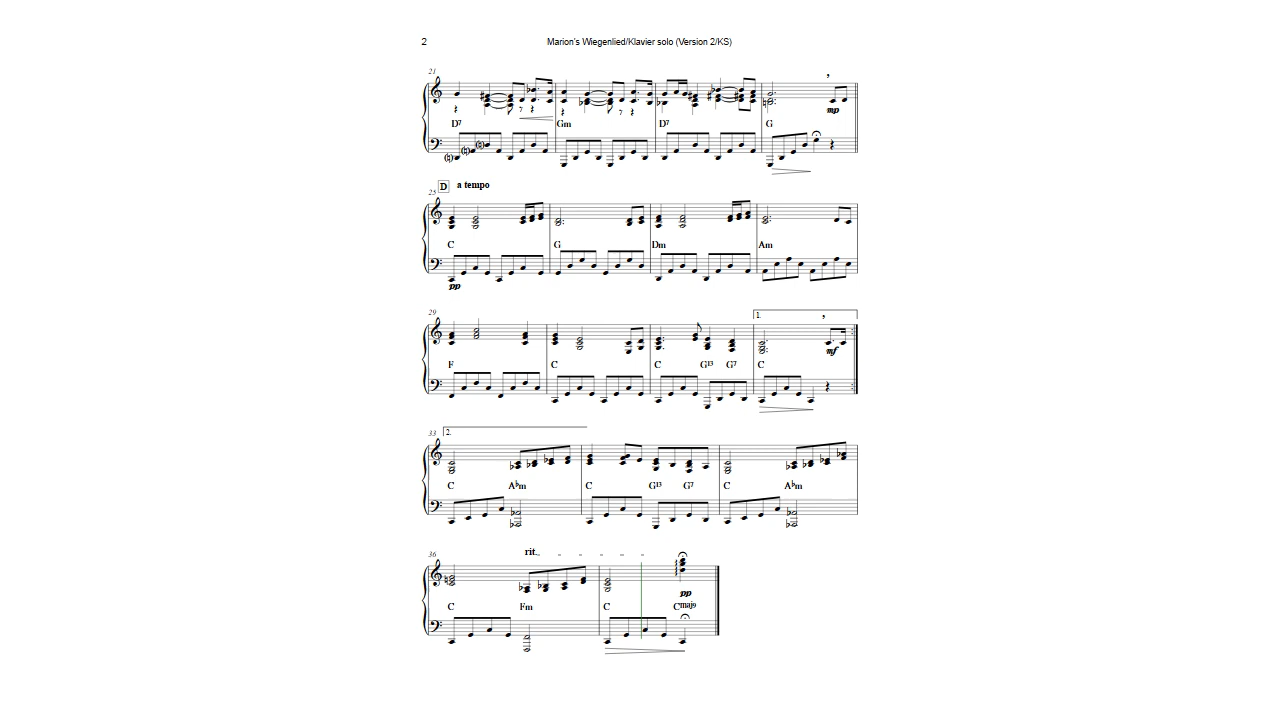 2 Marion's Wiegenlied/Klavier solo (Version 2/KS)
21
D7 Gm D7 G
mp
25 D a tempo
C G Dm Am
pp
29 1.
F C C G13 G7 C
mf
33 2.
C A♭m C G13 G7 C A♭m
36 rit.
pp
C Fm C Cmaj9